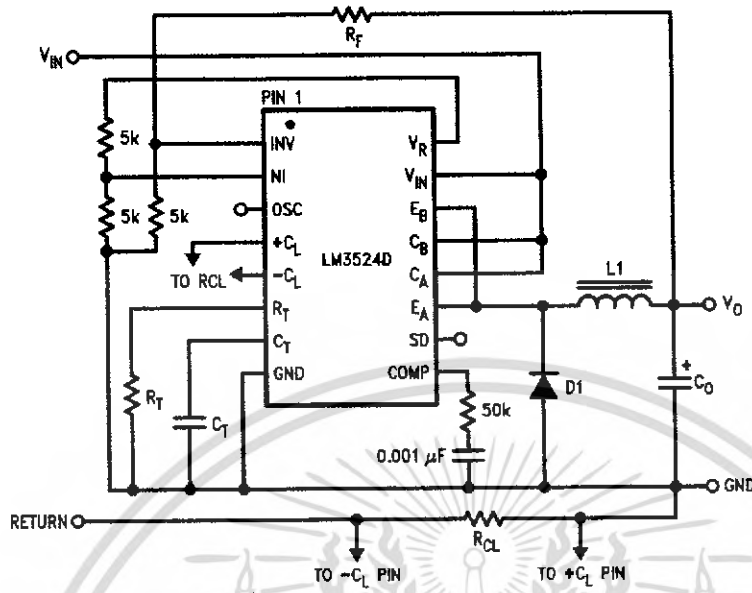 R_F
V_IN
PIN 1
5k
INV
V_R
NI
V_IN
5k
5k
OSC
E_B
+C_L
C_B
TO RCL
-C_L
LM3524D
C_A
L1
R_T
E_A
V_O
C_T
SD
GND
COMP
R_T
C_T
50k
D1
+
C_O
0.001 μF
GND
RETURN
R_CL
TO -C_L PIN
TO +C_L PIN